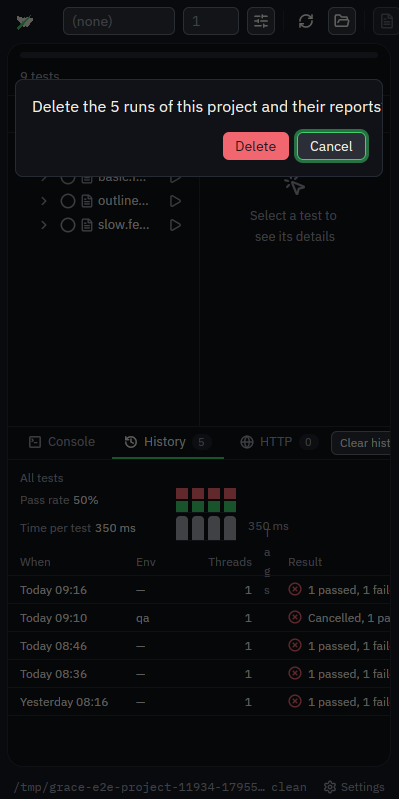 (none) 1
9 tests
Delete the 5 runs of this project and their reports
Delete Cancel
basic.f...
outline...
slow.fe...
Select a test to
see its details
Console History 5 HTTP 0 Clear hist
All tests
Pass rate 50%
Time per test 350 ms 350 ms
When Env Threads Tags Result
Today 09:16 — 1 1 passed, 1 fail
Today 09:10 qa 1 Cancelled, 1 pa
Today 08:46 — 1 1 passed, 1 fail
Today 08:36 — 1 1 passed, 1 fail
Yesterday 08:16 — 1 1 passed, 1 fail
/tmp/grace-e2e-project-11934-17955… clean Settings